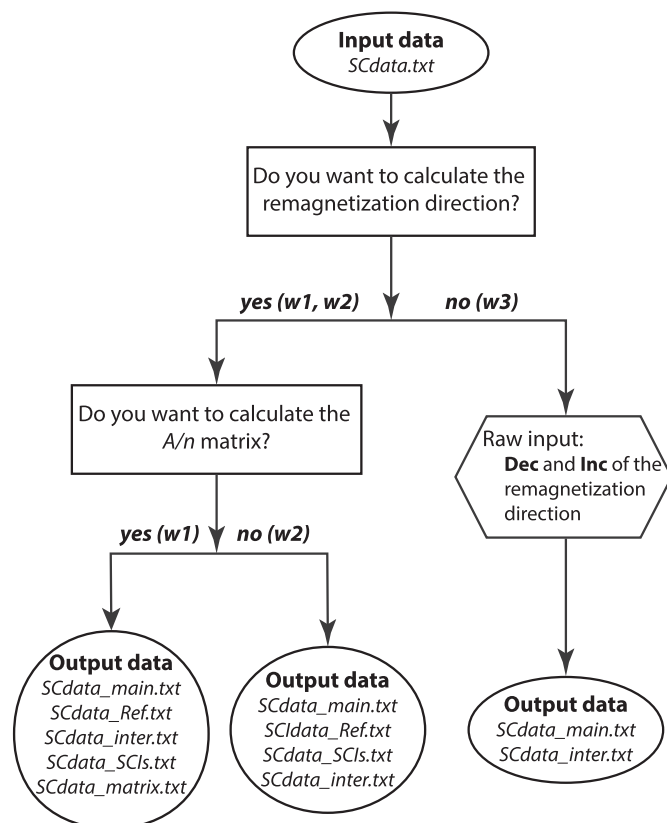 Input data
SCdata.txt
Do you want to calculate the
remagnetization direction?
yes (w1, w2)
no (w3)
Do you want to calculate the
A/n matrix?
Raw input:
Dec and Inc of the
remagnetization
direction
yes (w1)
no (w2)
Output data
SCdata_main.txt
SCdata_Ref.txt
SCdata_inter.txt
SCdata_SCIs.txt
SCdata_matrix.txt
Output data
SCdata_main.txt
SCIdata_Ref.txt
SCdata_SCIs.txt
SCdata_inter.txt
Output data
SCdata_main.txt
SCdata_inter.txt